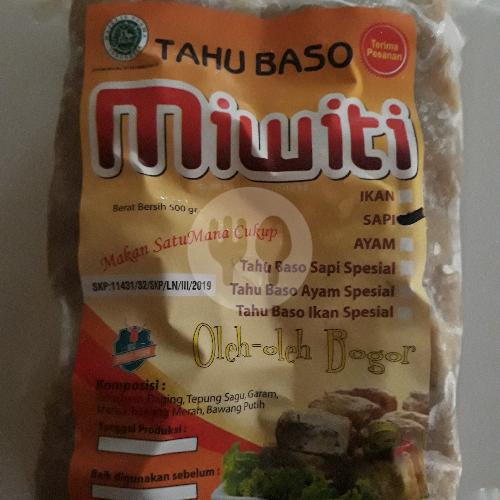 TAHU BASO
Terima
Pesanan
Miwiti
Berat Bersih 500 gr
IKAN
SAPI
Makan SatuMana Cukup
AYAM
Tahu Baso Sapi Spesial
SKP:11431/32/SKP/LN/III/2019
Tahu Baso Ayam Spesial
Tahu Baso Ikan Spesial
Oleh-oleh Bogor
Komposisi :
Daging, Tepung Sagu, Garam,
Bawang Merah, Bawang Putih
Tanggal Produksi :
Baik digunakan sebelum :